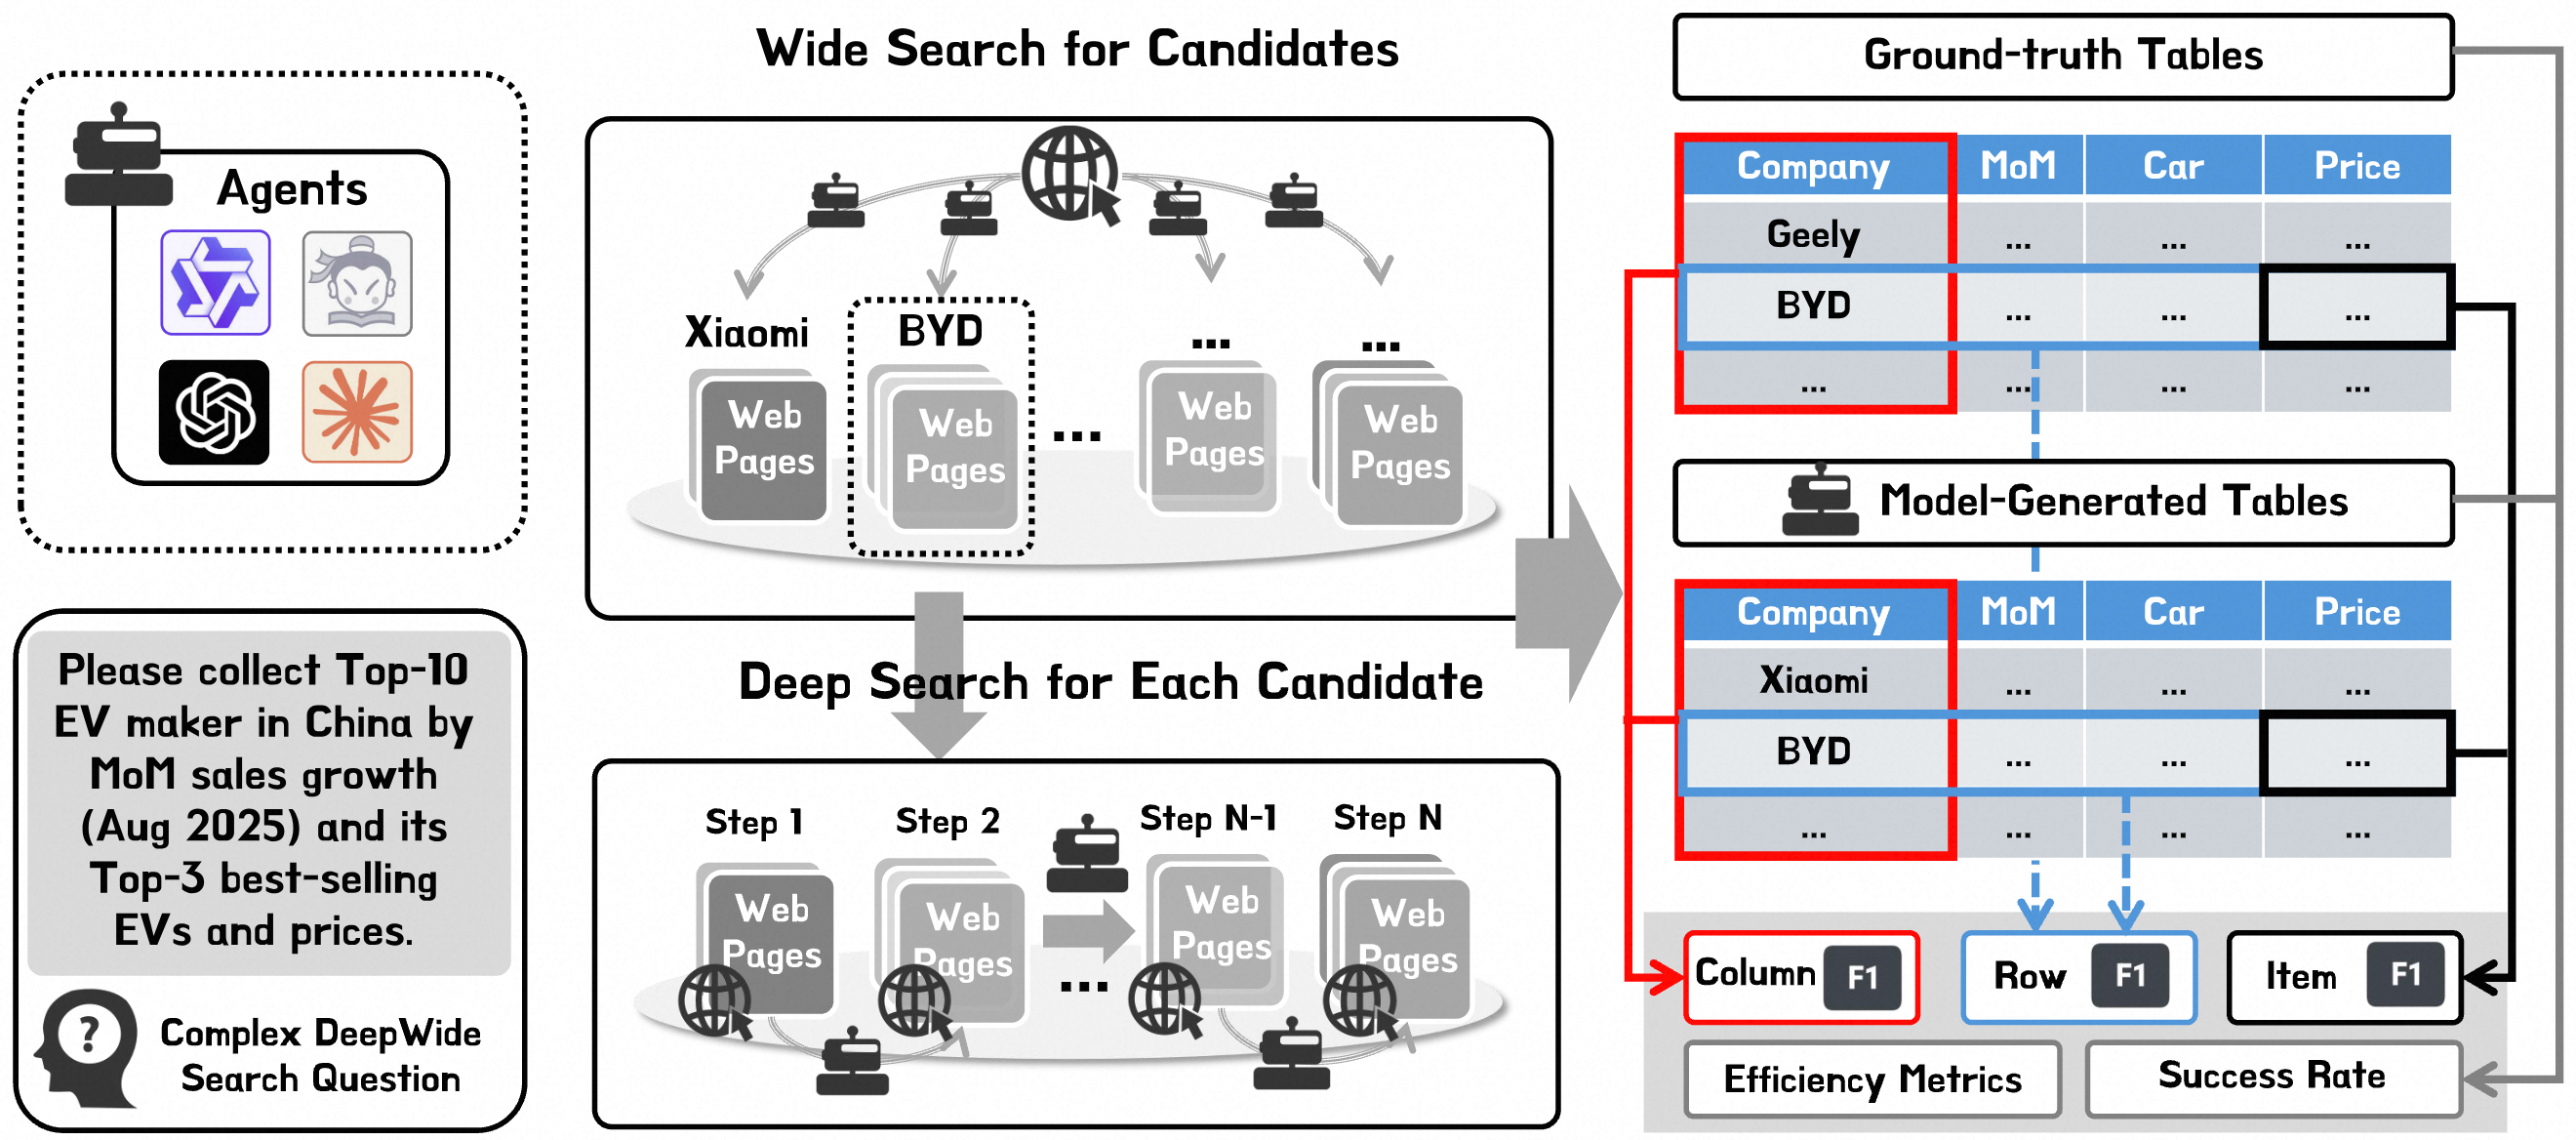 Agents
Please collect Top-10
EV maker in China by
MoM sales growth
(Aug 2025) and its
Top-3 best-selling
EVs and prices.
?
Complex DeepWide
Search Question
Wide Search for Candidates
Xiaomi
BYD
...
...
Web
Pages
Web
Pages
...
Web
Pages
Web
Pages
Deep Search for Each Candidate
Step 1
Step 2
Step N-1
Step N
Web
Pages
Web
Pages
...
Web
Pages
Web
Pages
Ground-truth Tables
Company MoM Car Price
Geely ... ... ...
BYD ... ... ...
... ... ... ...
Model-Generated Tables
Company MoM Car Price
Xiaomi ... ... ...
BYD ... ... ...
... ... ... ...
Column F1
Row F1
Item F1
Efficiency Metrics
Success Rate